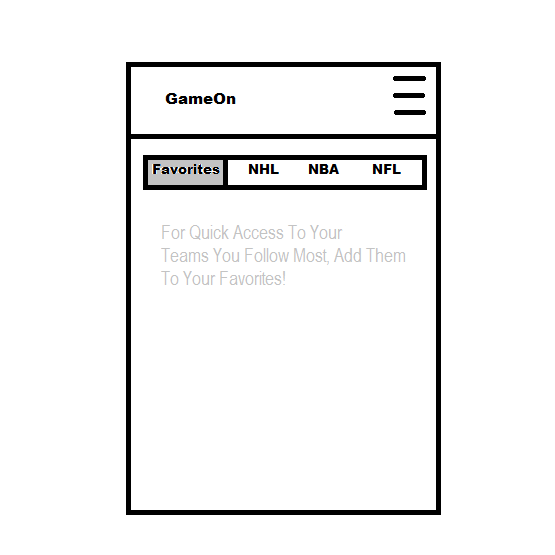 GameOn
Favorites NHL NBA NFL
For Quick Access To Your
Teams You Follow Most, Add Them
To Your Favorites!